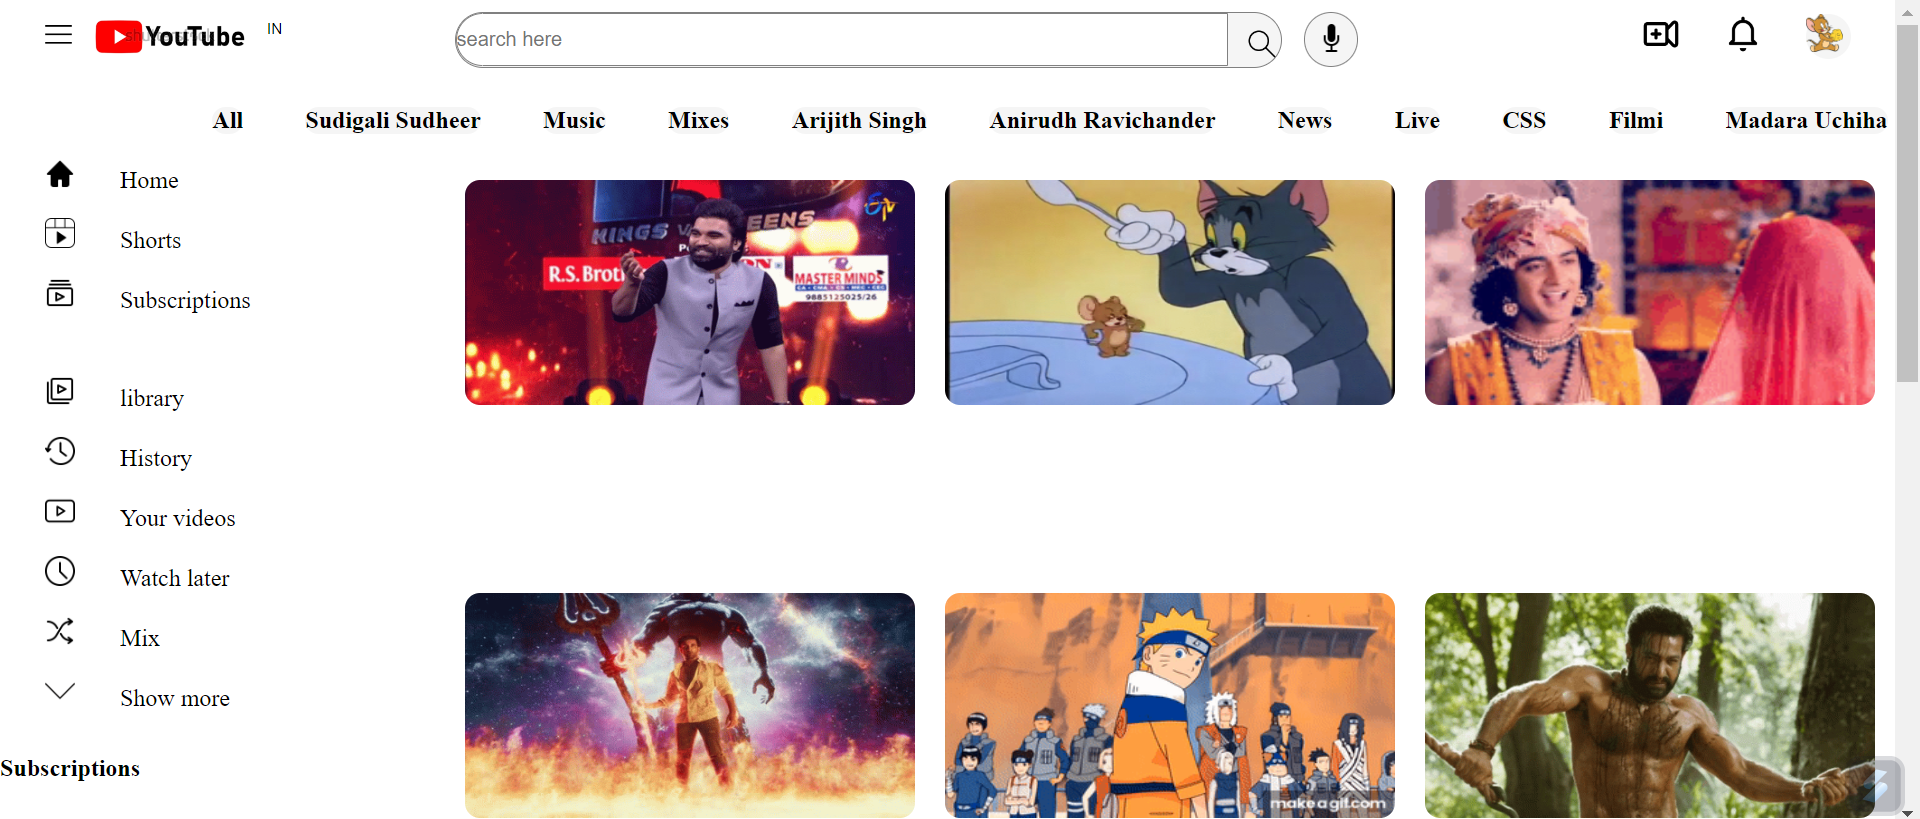 YouTube IN
search here
All Sudigali Sudheer Music Mixes Arijith Singh Anirudh Ravichander News Live CSS Filmi Madara Uchiha
Home
Shorts
Subscriptions
library
History
Your videos
Watch later
Mix
Show more
Subscriptions
KINGS
EENS
R.S. Brot
MASTER MINDS
9885125025/26
makeagif.com